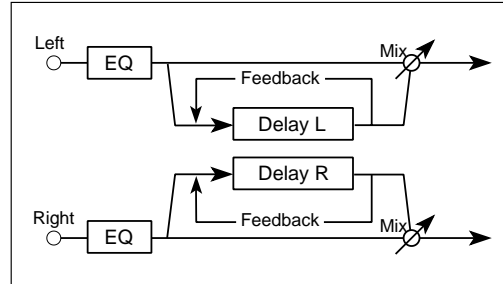 Left
EQ
Mix
Feedback
Delay L
Delay R
Right
EQ
Feedback
Mix